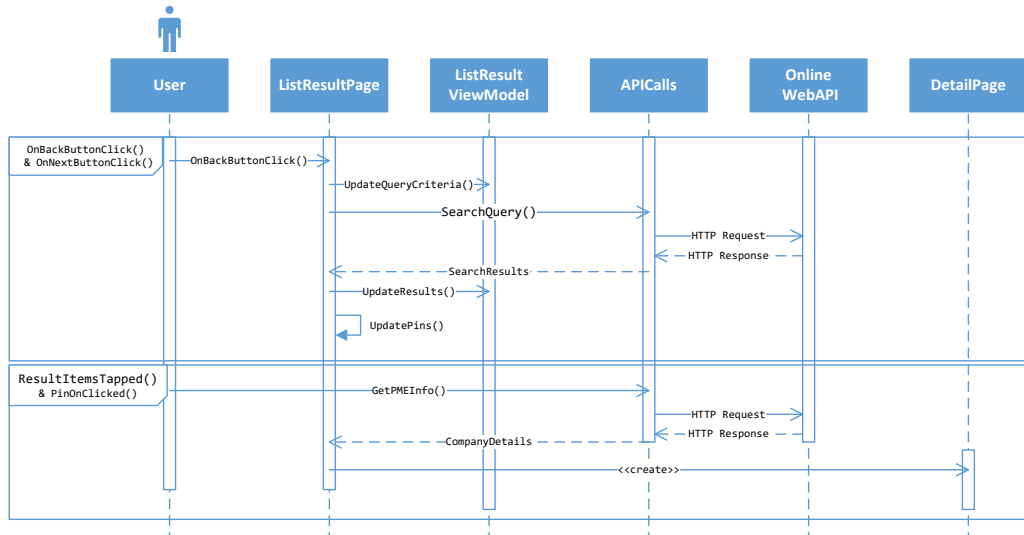 User
ListResultPage
ListResult
ViewModel
APICalls
Online
WebAPI
DetailPage
OnBackButtonClick()
& OnNextButtonClick()
OnBackButtonClick()
UpdateQueryCriteria()
SearchQuery()
HTTP Request
HTTP Response
SearchResults
UpdateResults()
UpdatePins()
ResultItemsTapped()
& PinOnClicked()
GetPMEInfo()
HTTP Request
HTTP Response
CompanyDetails
<<create>>